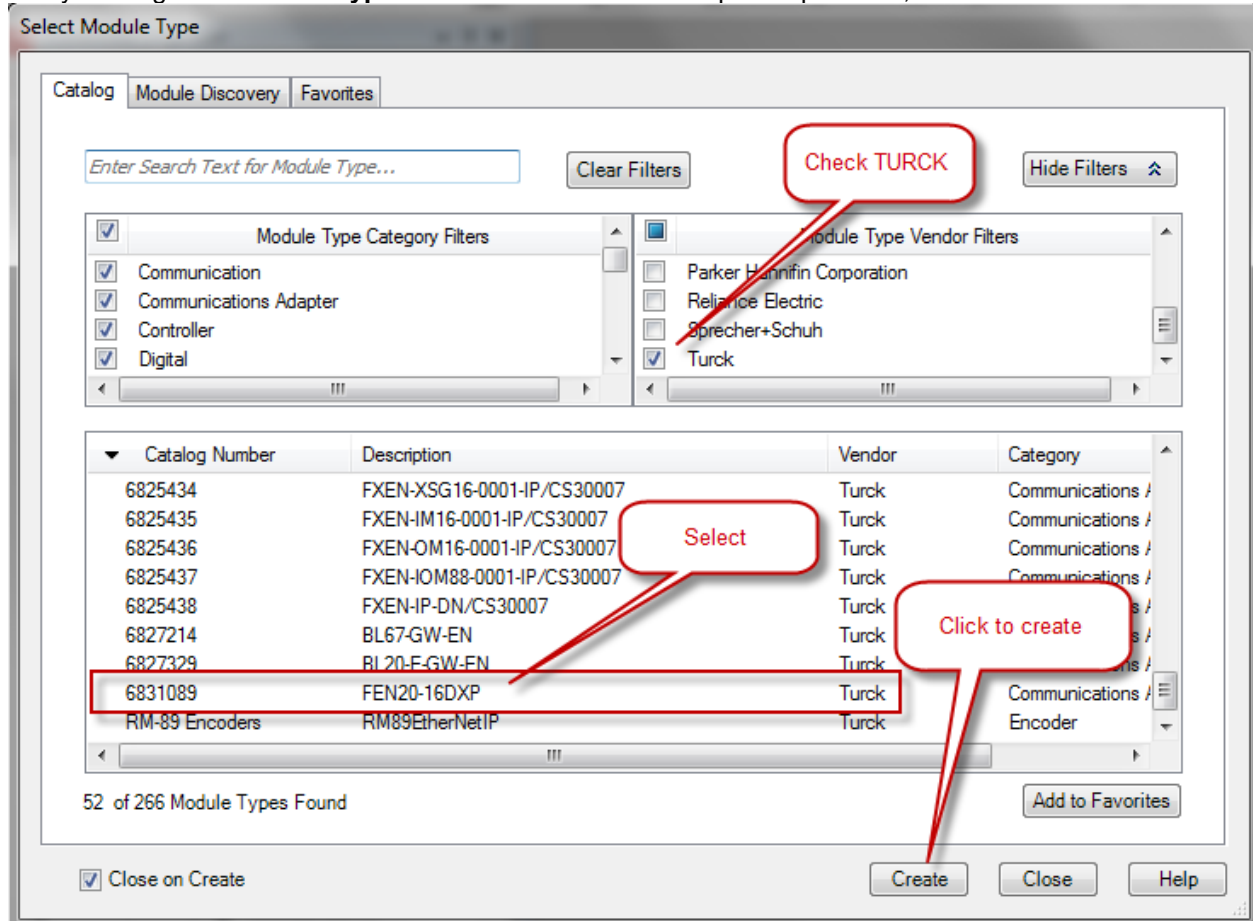 Select Module Type
Catalog Module Discovery Favorites
Enter Search Text for Module Type... Clear Filters Check TURCK Hide Filters
Module Type Category Filters Module Type Vendor Filters
Communication Parker Hannifin Corporation
Communications Adapter Reliance Electric
Controller Sprecher+Schuh
Digital Turck
Catalog Number Description Vendor Category
6825434 FXEN-XSG16-0001-IP/CS30007 Turck Communications
6825435 FXEN-IM16-0001-IP/CS30007 Turck Communications
6825436 FXEN-OM16-0001-IP/CS30007 Select Turck Communications
6825437 FXEN-IOM88-0001-IP/CS30007 Turck Communications
6825438 FXEN-IP-DN/CS30007 Turck
6827214 BL67-GW-EN Turck Click to create
6827329 BL20-E-GW-EN Turck
6831089 FEN20-16DXP Turck Communications
RM-89 Encoders RM89EtherNetIP Turck Encoder
52 of 266 Module Types Found Add to Favorites
Close on Create Create Close Help